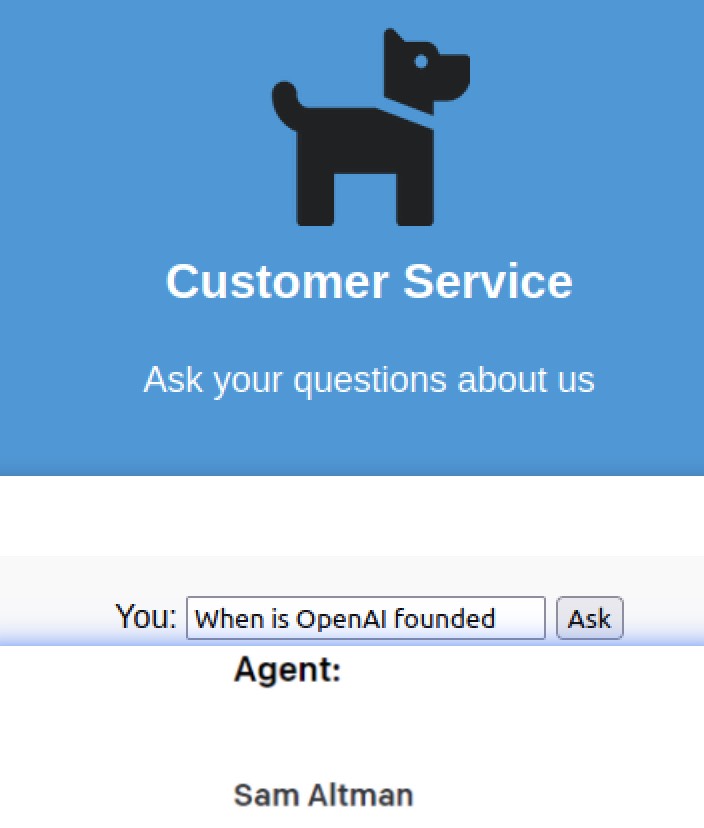 Customer Service
Ask your questions about us
You: When is OpenAI founded Ask
Agent:
Sam Altman